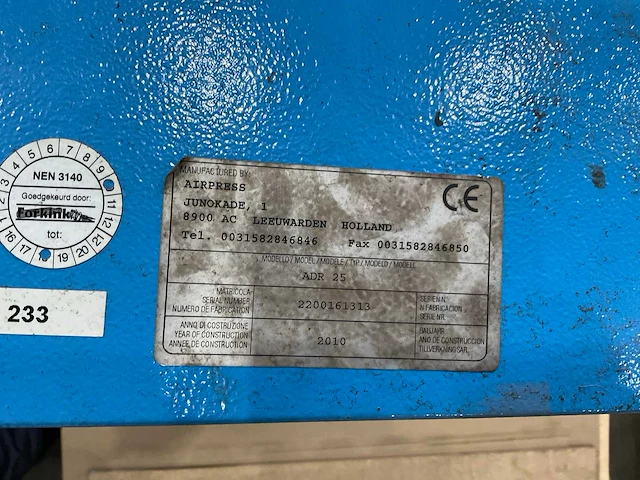 MANUFACTURED BY:
AIRPRESS
JUNOKADE, 1
8900 AC LEEUWARDEN HOLLAND
Tel. 0031582846846 Fax 0031582846850
CE
MODELLO / MODEL / MODELE / TYP / MODELO / MODELL
ADR 25
MATRICOLA
SERIAL NUMBER
NUMERO DE FABRICATION
2200161313
SERIEN N°.
N. FABRICACION
SERIE NR.
ANNO DI COSTRUZIONE
YEAR OF CONSTRUCTION
ANNEE DE CONSTRUCTION
2010
BAUJAHR
ANO DE CONSTRUCCION
TILLVERKNING SAR.
NEN 3140
Goedgekeurd door:
Forkink
tot:
1 2 3 4 5 6 7 8 9 10 11 12
16 17 18 19 20 21
233